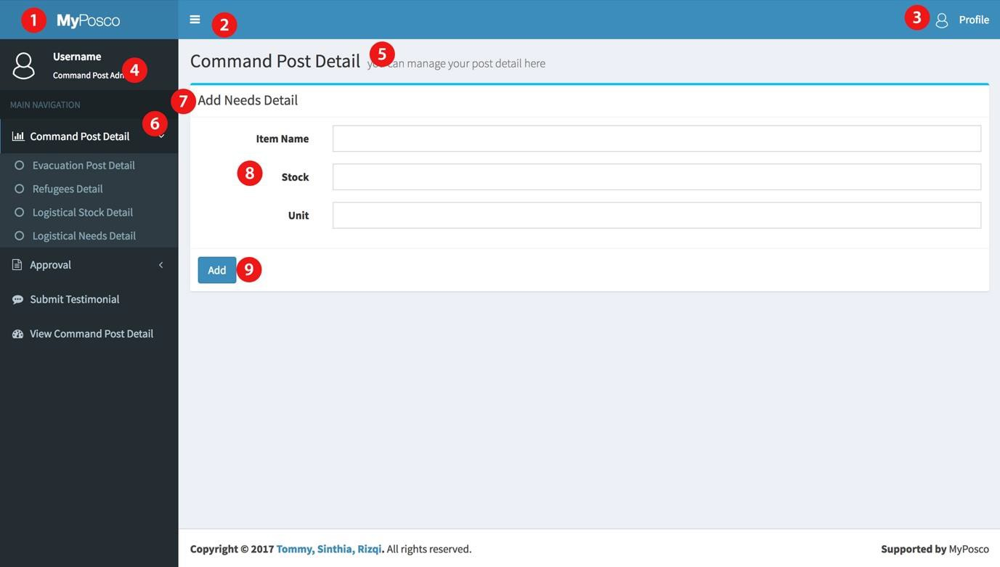 1 MyPosco
2
3 Profile
Username
Command Post Adm
4
Command Post Detail 5 you can manage your post detail here
MAIN NAVIGATION
7 Add Needs Detail
6
Command Post Detail
Item Name
Evacuation Post Detail
8 Stock
Refugees Detail
Logistical Stock Detail
Unit
Logistical Needs Detail
Approval
Add 9
Submit Testimonial
View Command Post Detail
Copyright © 2017 Tommy, Sinthia, Rizqi. All rights reserved.
Supported by MyPosco